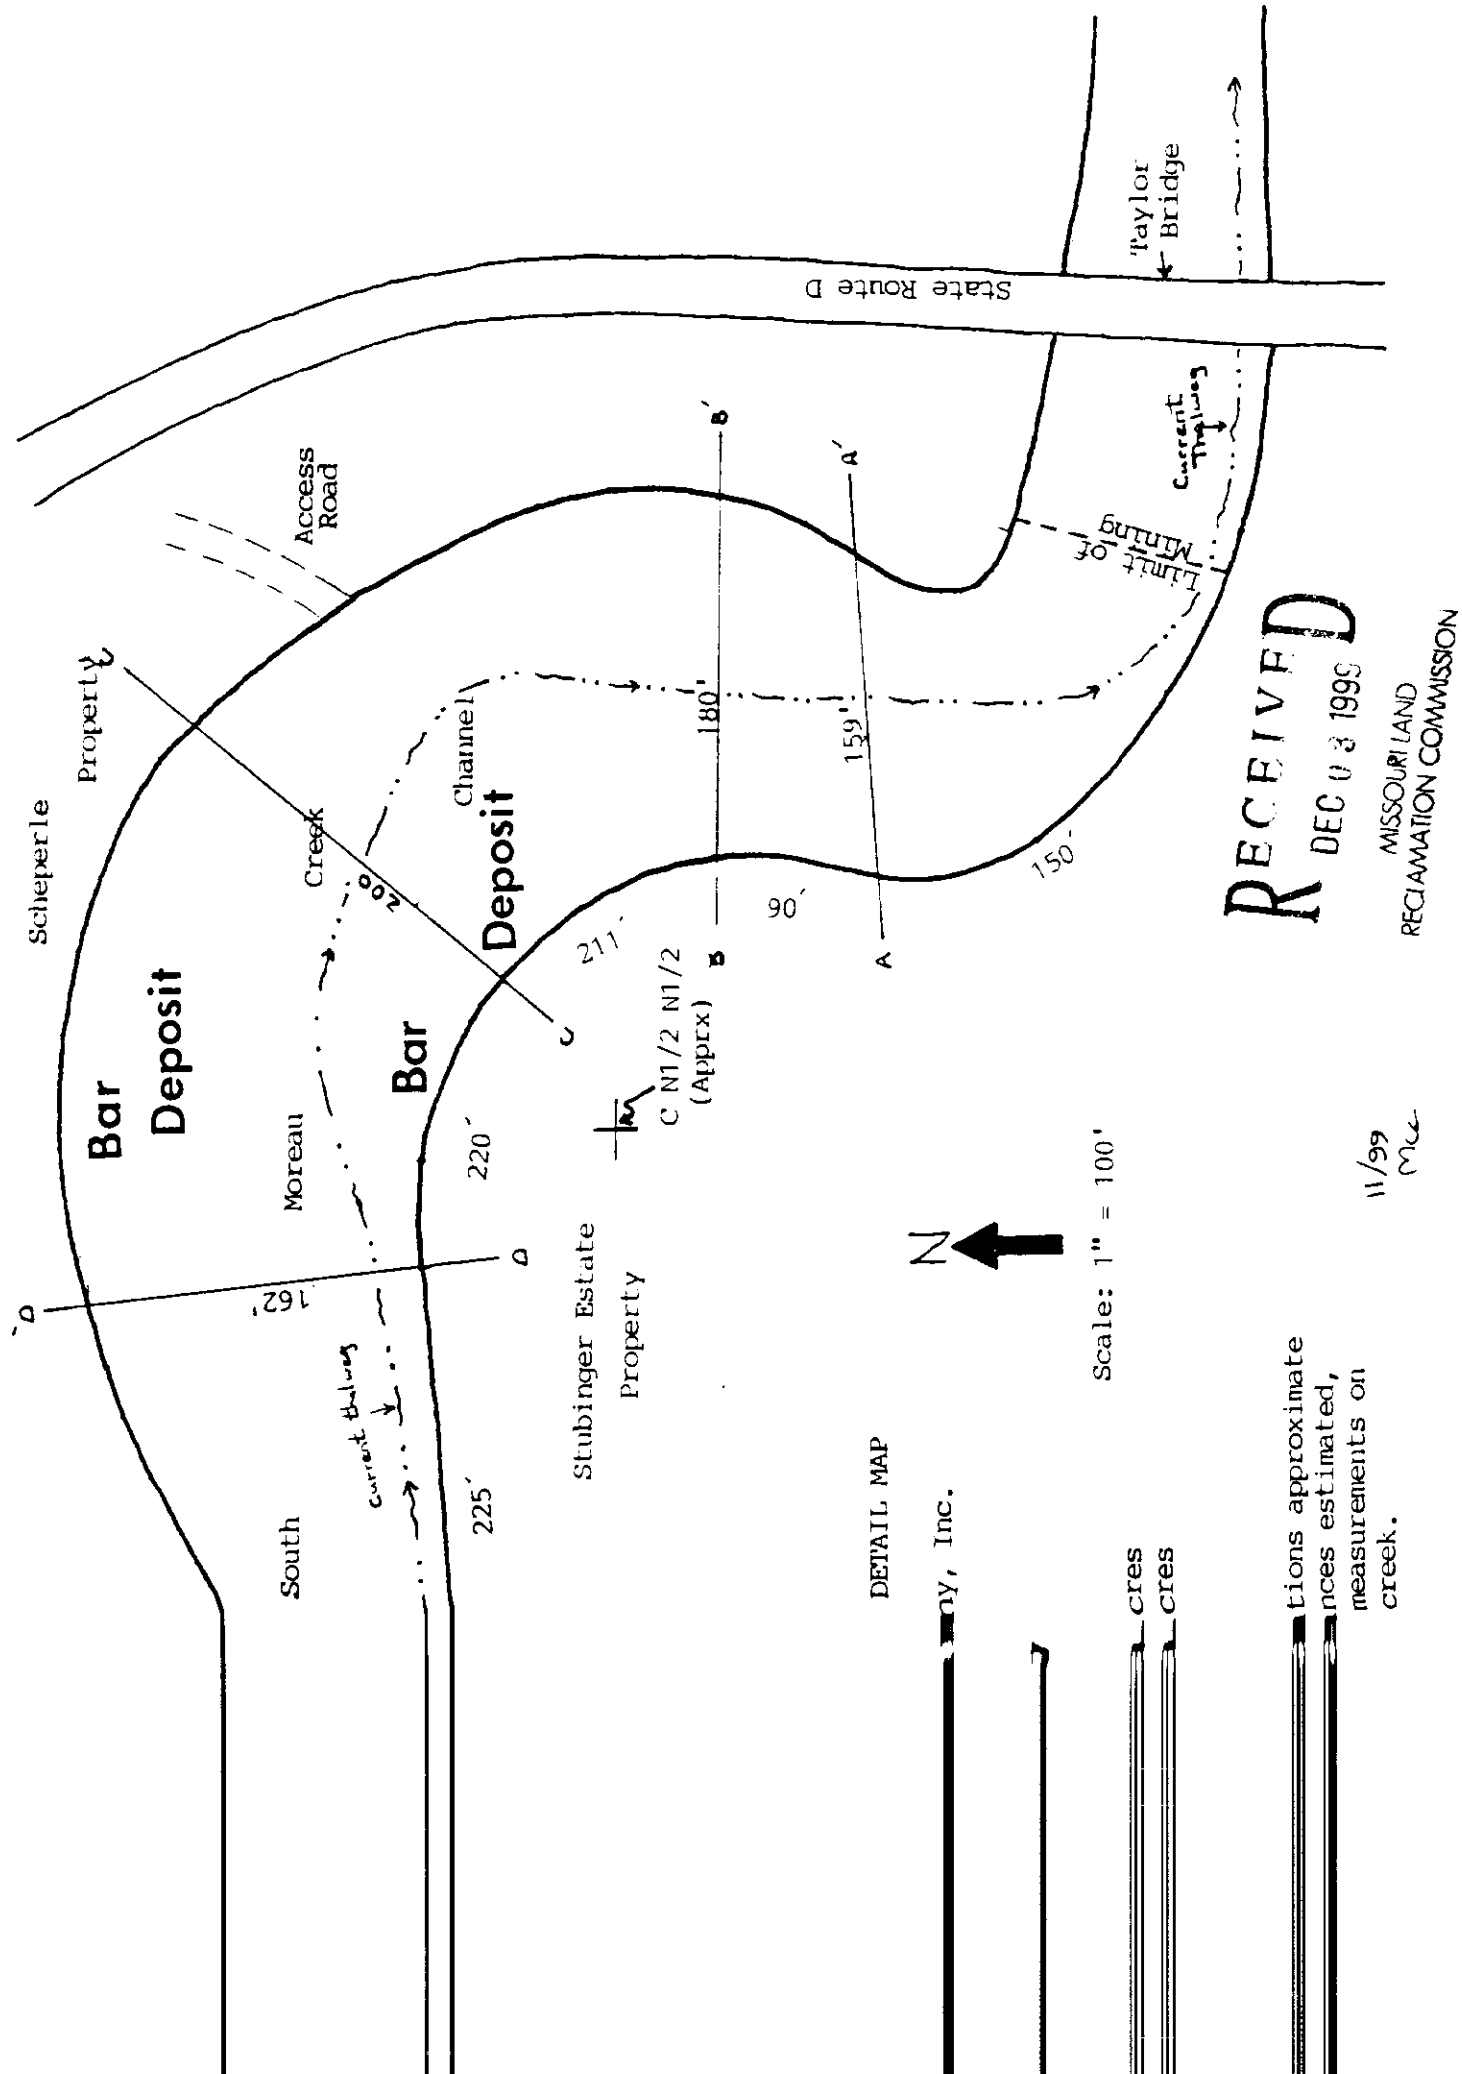 Scheperle
Property
Access
Road
State Route D
Taylor
Bridge
Bar
Deposit
Creek
Channel
Moreau
South
Bar
Deposit
D'
D
162'
C
C
200
B
B'
180'
A
A'
159'
current thalweg
Current
Thalweg
Limit of
Mining
225'
220'
211'
90'
150'
C N1/2 N1/2
(Apprx)
Stubinger Estate
Property
N
Scale: 1" = 100'
DETAIL MAP
ny, Inc.
cres
cres
tions approximate
nces estimated,
measurements on
creek.
11/99
RECEIVED
DEC 03 1999
MISSOURI LAND
RECLAMATION COMMISSION